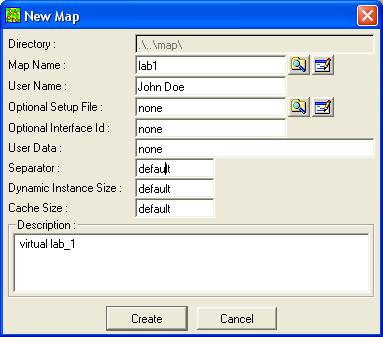 New Map
Directory : .\..\map\
Map Name : lab1
User Name : John Doe
Optional Setup File : none
Optional Interface Id : none
User Data : none
Separator : default
Dynamic Instance Size : default
Cache Size : default
Description :
virtual lab_1
Create Cancel